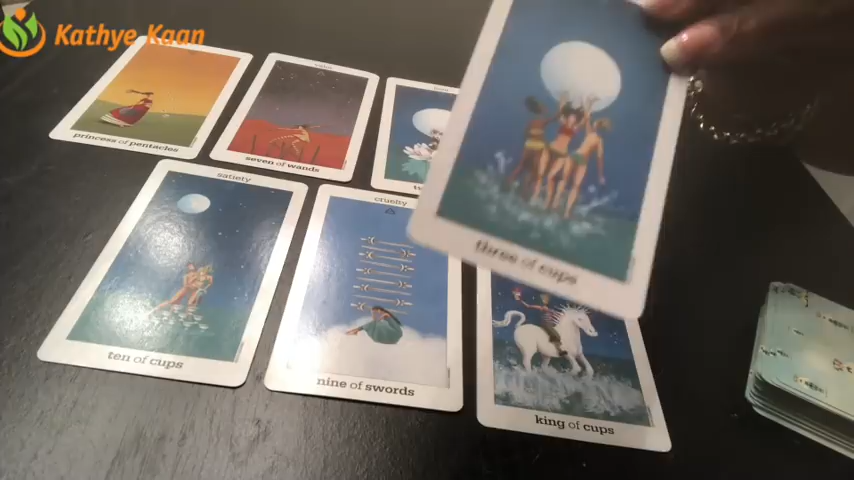 Kathye Kaan
princess of pentacles
valor
seven of wands
satiety
ten of cups
cruelty
nine of swords
three of cups
king of cups